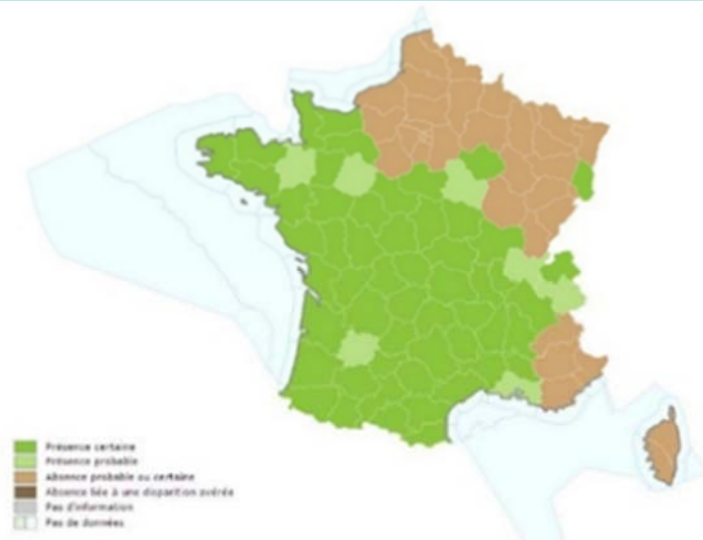 Présence certaine
Présence probable
Absence probable ou certaine
Absence liée à une disparition avérée
Pas d'information
Pas de données